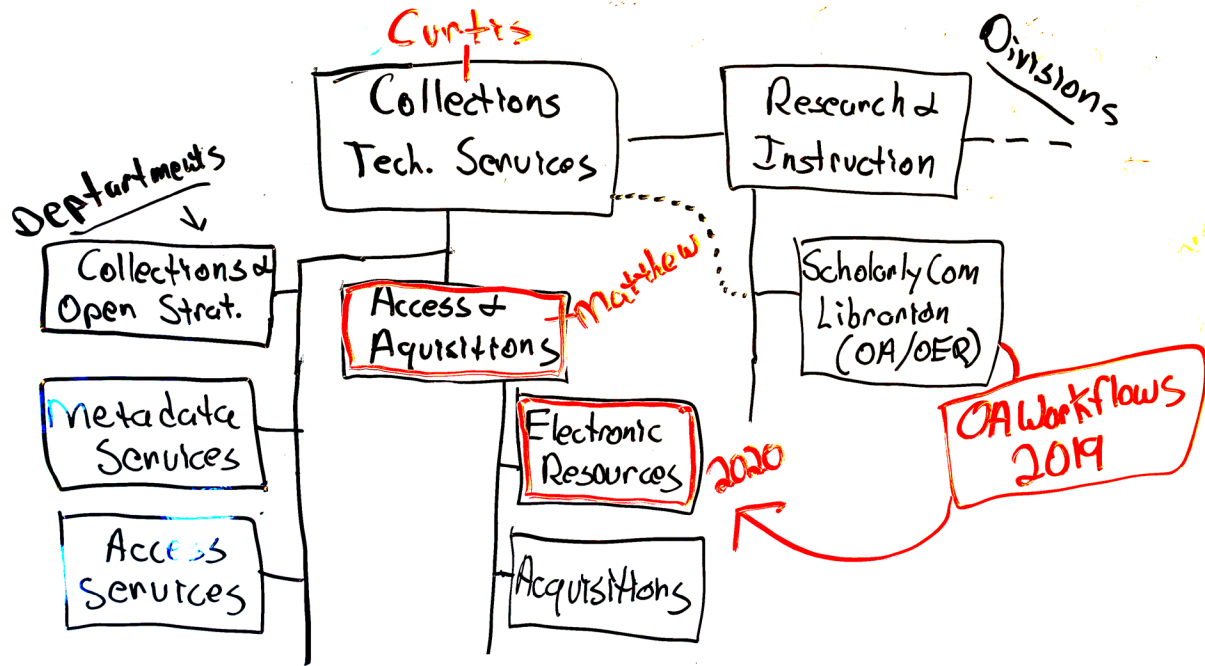 Curtis
Collections
Tech. Services
Research &
Instruction
Divisions
Deptartments
Collections &
Open Strat.
Access &
Aquisitions
Matthew
Scholarly Com
Librarian
(OA/OER)
Metadata
Services
Electronic
Resources
2020
OA Workflows
2019
Access
Services
Acquisitions